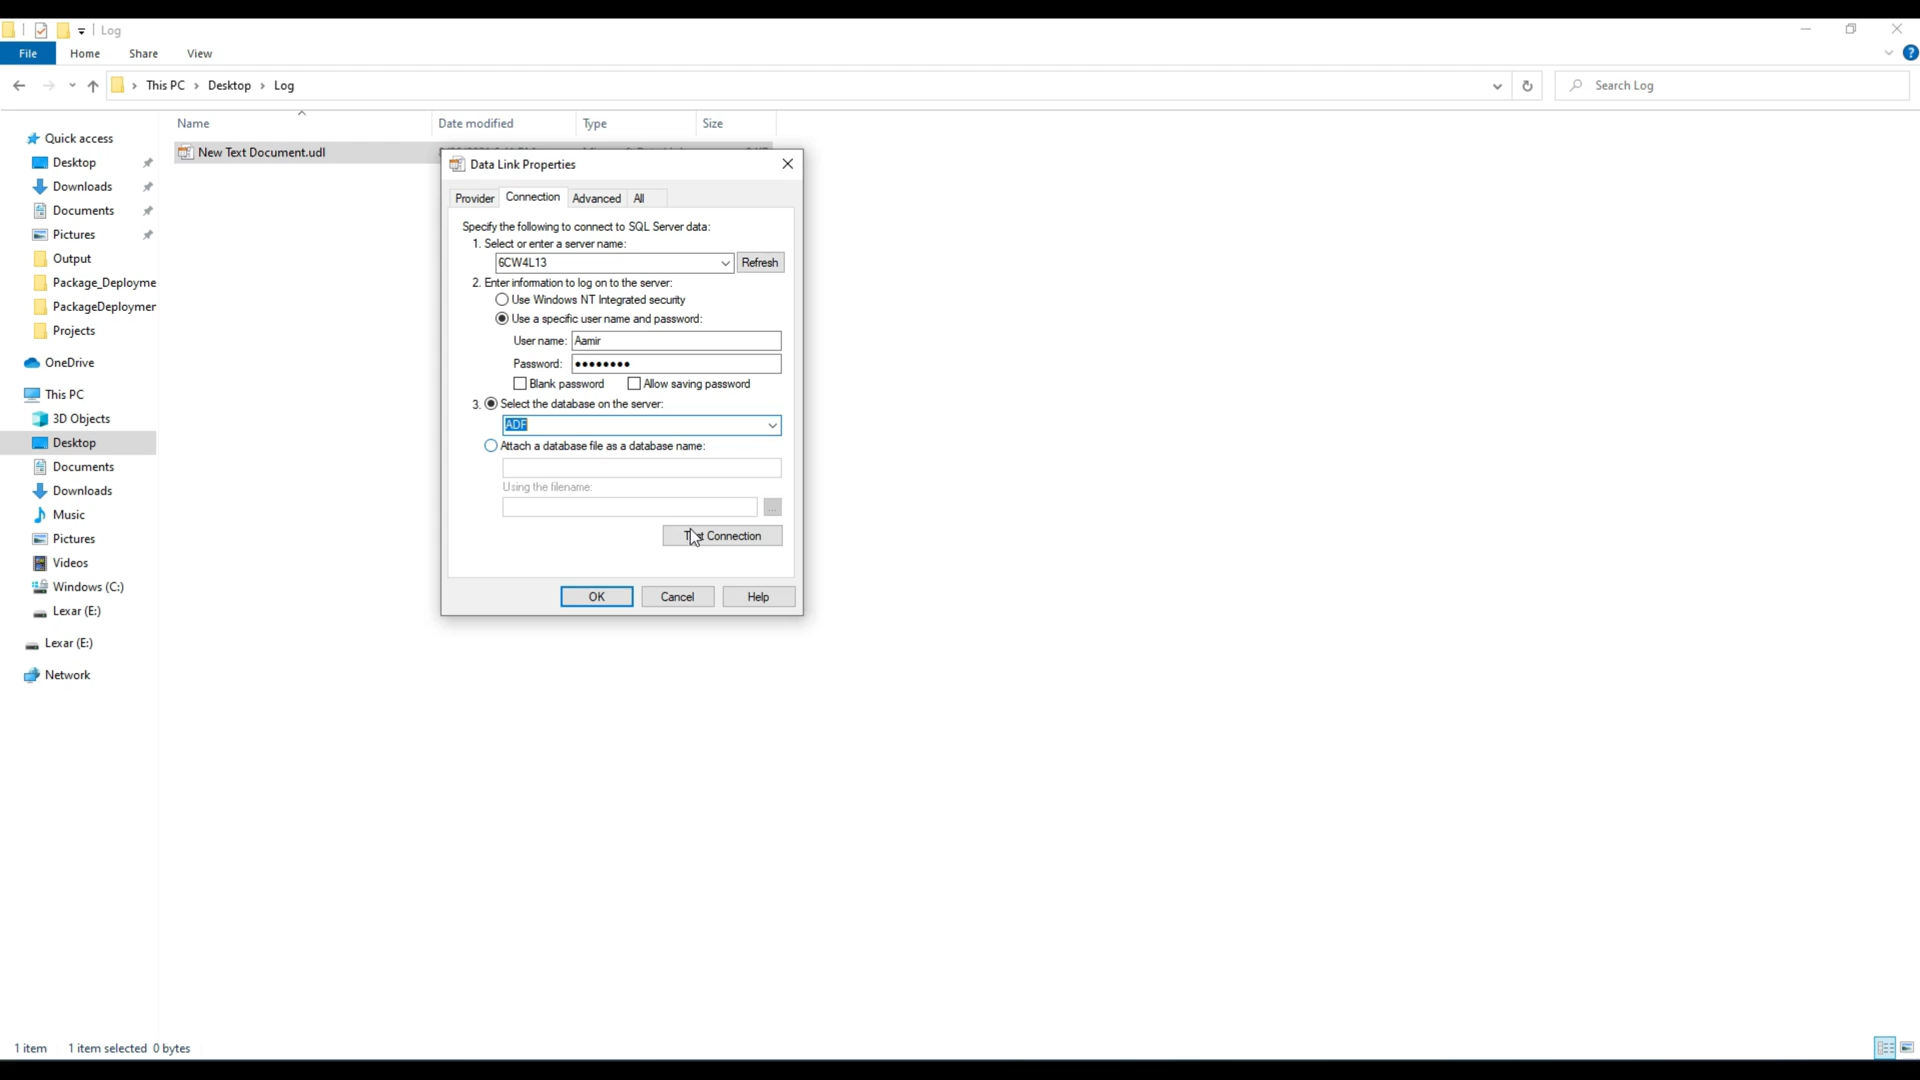 Log
File Home Share View
This PC Desktop Log
Search Log
Name Date modified Type Size
New Text Document.udl
Quick access
Desktop
Downloads
Documents
Pictures
Output
Package_Deployme
PackageDeploymer
Projects
OneDrive
This PC
3D Objects
Desktop
Documents
Downloads
Music
Pictures
Videos
Windows (C:)
Lexar (E:)
Lexar (E:)
Network
Data Link Properties
Provider Connection Advanced All
Specify the following to connect to SQL Server data:
1. Select or enter a server name:
6CW4L13 Refresh
2. Enter information to log on to the server:
Use Windows NT Integrated security
Use a specific user name and password:
User name: Aamir
Password: ●●●●●●●●
Blank password Allow saving password
3. Select the database on the server:
ADF
Attach a database file as a database name:
Using the filename:
...
Connection
OK Cancel Help
1 item 1 item selected 0 bytes